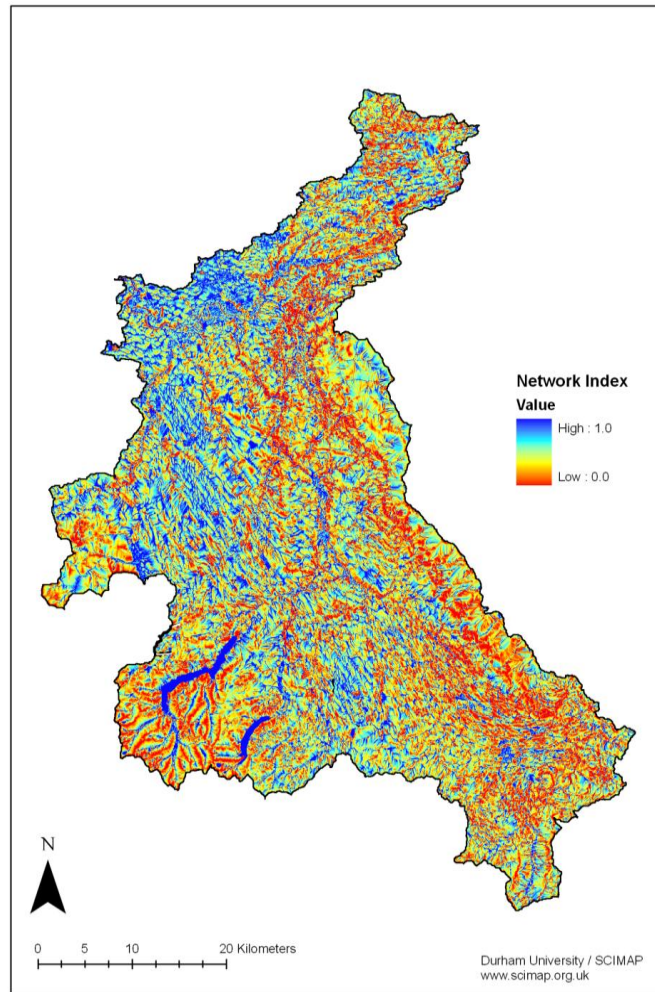 Network Index
Value
High : 1.0
Low : 0.0
N
0 5 10 20 Kilometers
Durham University / SCIMAP
www.scimap.org.uk